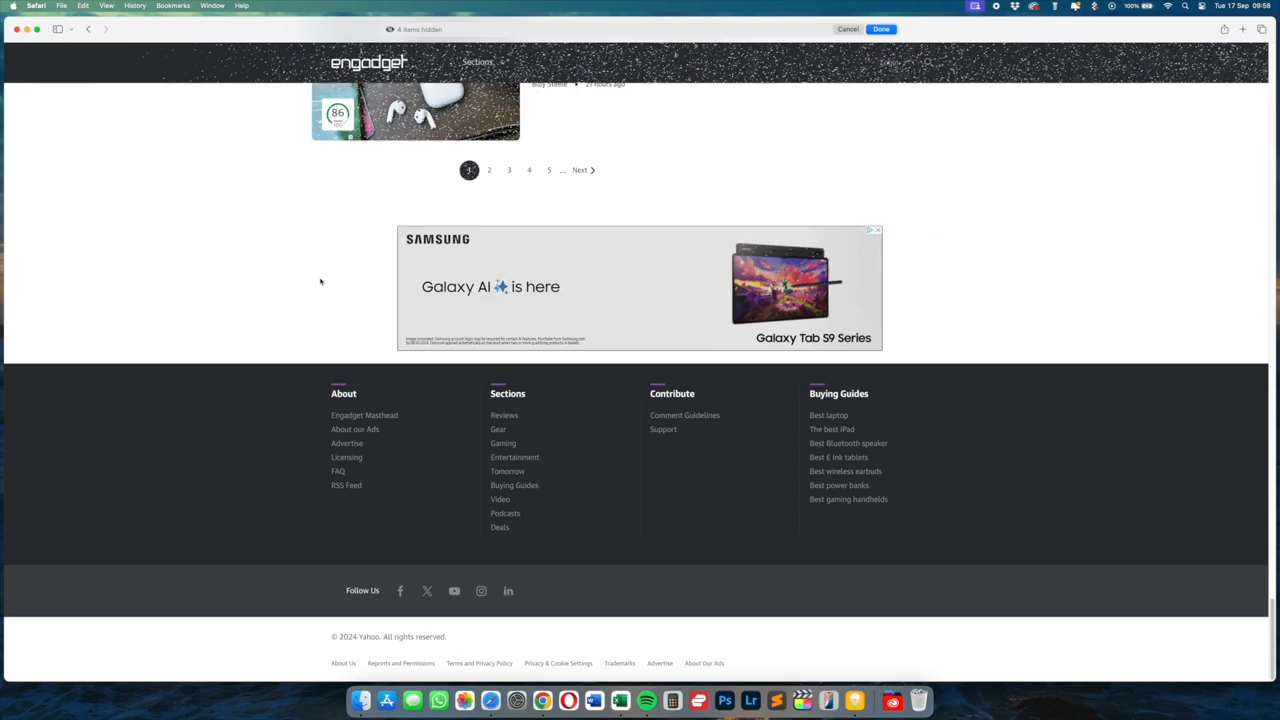 Safari File Edit View History Bookmarks Window Help
100% Tue 17 Sep 09:58
4 items hidden Cancel Done
engadget Sections Login
Billy Steele • 21 hours ago
86
100
1 2 3 4 5 ... Next
SAMSUNG
Galaxy AI is here
Galaxy Tab S9 Series
About
Engadget Masthead
About our Ads
Advertise
Licensing
FAQ
RSS Feed
Sections
Reviews
Gear
Gaming
Entertainment
Tomorrow
Buying Guides
Video
Podcasts
Deals
Contribute
Comment Guidelines
Support
Buying Guides
Best laptop
The best iPad
Best Bluetooth speaker
Best E Ink tablets
Best wireless earbuds
Best power banks
Best gaming handhelds
Follow Us
© 2024 Yahoo. All rights reserved.
About Us Reprints and Permissions Terms and Privacy Policy Privacy & Cookie Settings Trademarks Advertise About Our Ads
Ps Lr